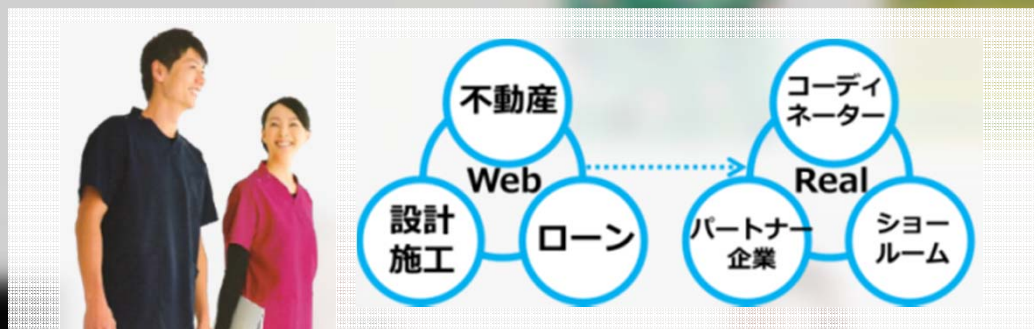 不動産
Web
設計
施工
ローン
コーディ
ネーター
Real
パートナー
企業
ショー
ルーム